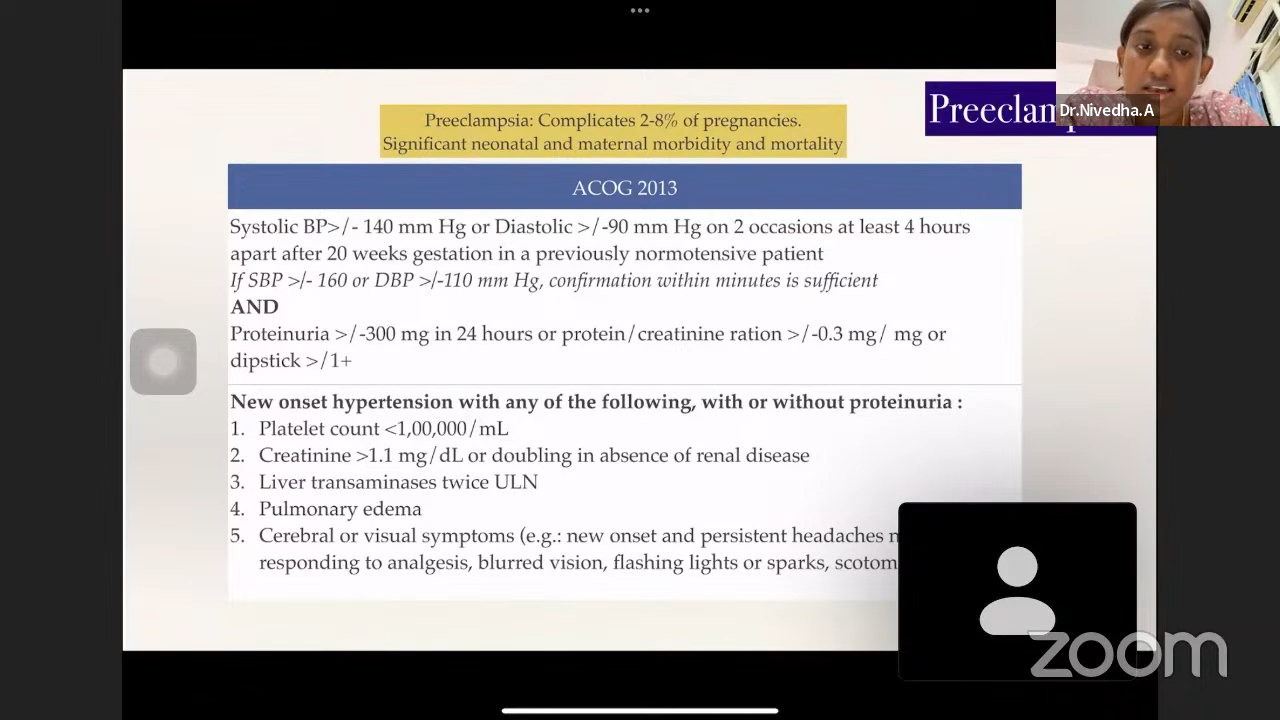 Preeclam
Dr.Nivedha.A
Preeclampsia: Complicates 2-8% of pregnancies.
Significant neonatal and maternal morbidity and mortality
ACOG 2013
Systolic BP>/- 140 mm Hg or Diastolic >/-90 mm Hg on 2 occasions at least 4 hours
apart after 20 weeks gestation in a previously normotensive patient
If SBP >/- 160 or DBP >/-110 mm Hg, confirmation within minutes is sufficient
AND
Proteinuria >/-300 mg in 24 hours or protein/creatinine ration >/-0.3 mg/ mg or
dipstick >/1+
New onset hypertension with any of the following, with or without proteinuria :
1. Platelet count <1,00,000/mL
2. Creatinine >1.1 mg/dL or doubling in absence of renal disease
3. Liver transaminases twice ULN
4. Pulmonary edema
5. Cerebral or visual symptoms (e.g.: new onset and persistent headaches
responding to analgesis, blurred vision, flashing lights or sparks, scotom
zoom